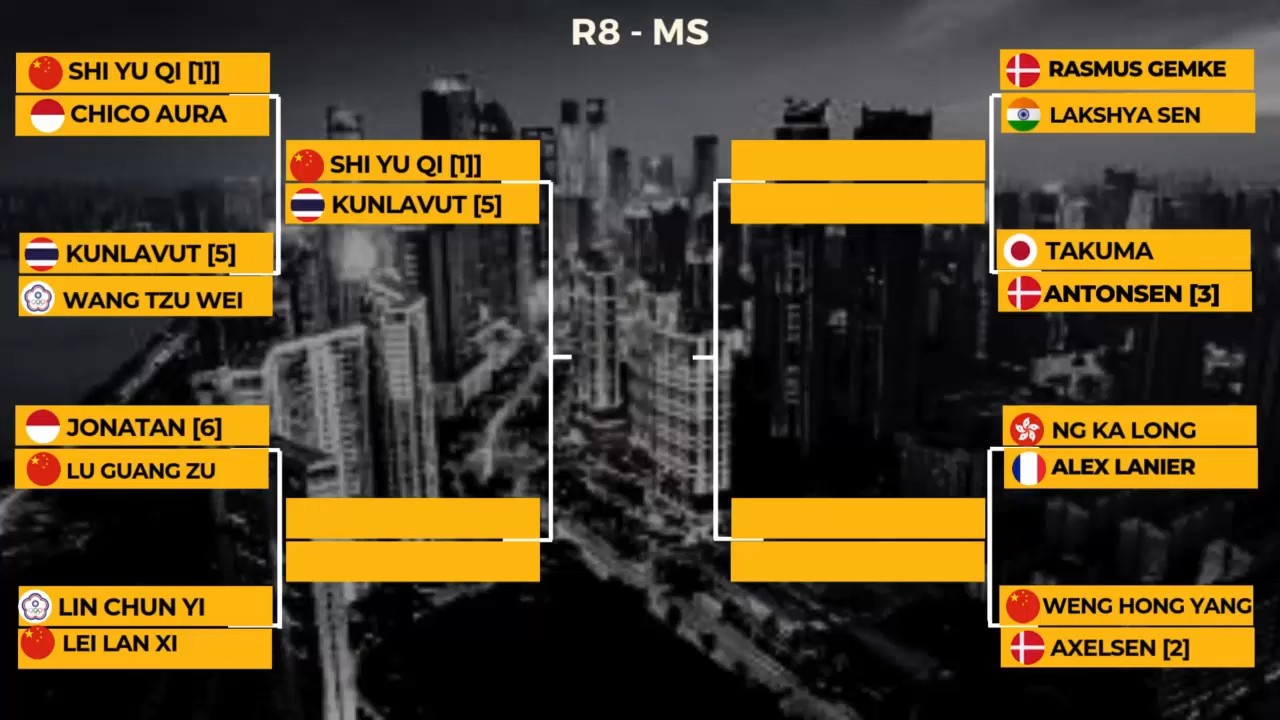 R8 - MS
SHI YU QI [1]]
CHICO AURA
KUNLAVUT [5]
WANG TZU WEI
JONATAN [6]
LU GUANG ZU
LIN CHUN YI
LEI LAN XI
SHI YU QI [1]]
KUNLAVUT [5]
RASMUS GEMKE
LAKSHYA SEN
TAKUMA
ANTONSEN [3]
NG KA LONG
ALEX LANIER
WENG HONG YANG
AXELSEN [2]